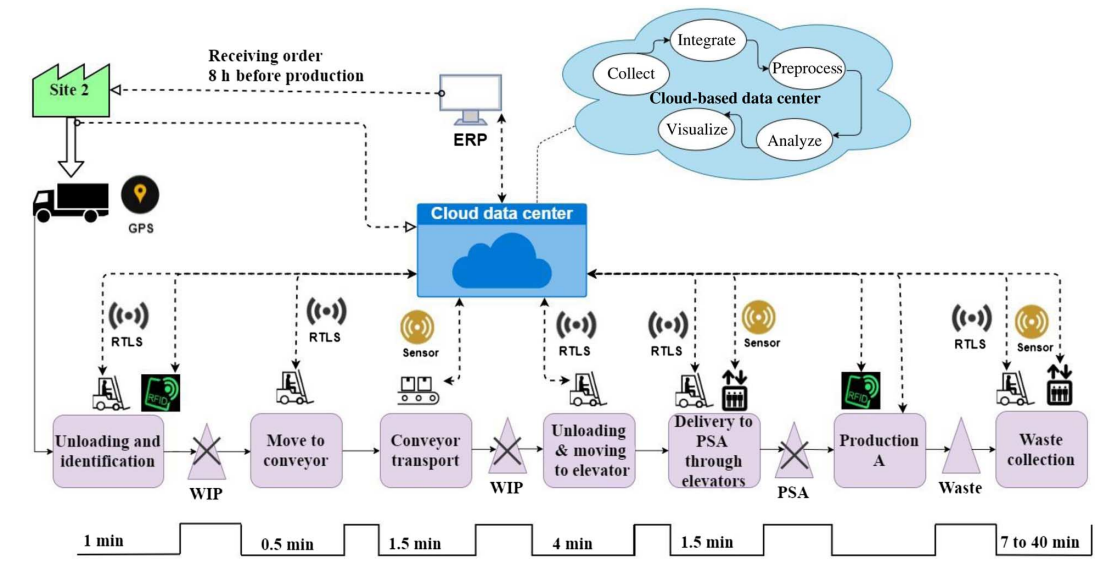 Receiving order
8 h before production
Site 2
ERP
GPS
Collect
Integrate
Preprocess
Cloud-based data center
Visualize
Analyze
Cloud data center
RTLS
RFID
RTLS
Sensor
RTLS
RTLS
Sensor
RFID
RTLS
Sensor
Unloading and
identification
WIP
Move to
conveyor
Conveyor
transport
WIP
Unloading
& moving
to elevator
Delivery to
PSA
through
elevators
PSA
Production
A
Waste
Waste
collection
1 min
0.5 min
1.5 min
4 min
1.5 min
7 to 40 min